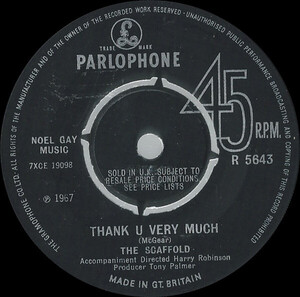 THE GRAMOPHONE CO. LTD. ALL RIGHTS OF THE MANUFACTURER AND OF THE OWNER OF THE RECORDED WORK RESERVED · UNAUTHORISED PUBLIC PERFORMANCE BROADCASTING AND COPYING OF THIS RECORD PROHIBITED
TRADE MARK
PARLOPHONE
45
R.P.M.
NOEL GAY
MUSIC
7XCE 19098
℗ 1967
SOLD IN U.K. SUBJECT TO
RESALE PRICE CONDITIONS,
SEE PRICE LISTS
R 5643
THANK U VERY MUCH
(McGear)
THE SCAFFOLD
Accompaniment Directed Harry Robinson
Producer Tony Palmer
MADE IN GT. BRITAIN